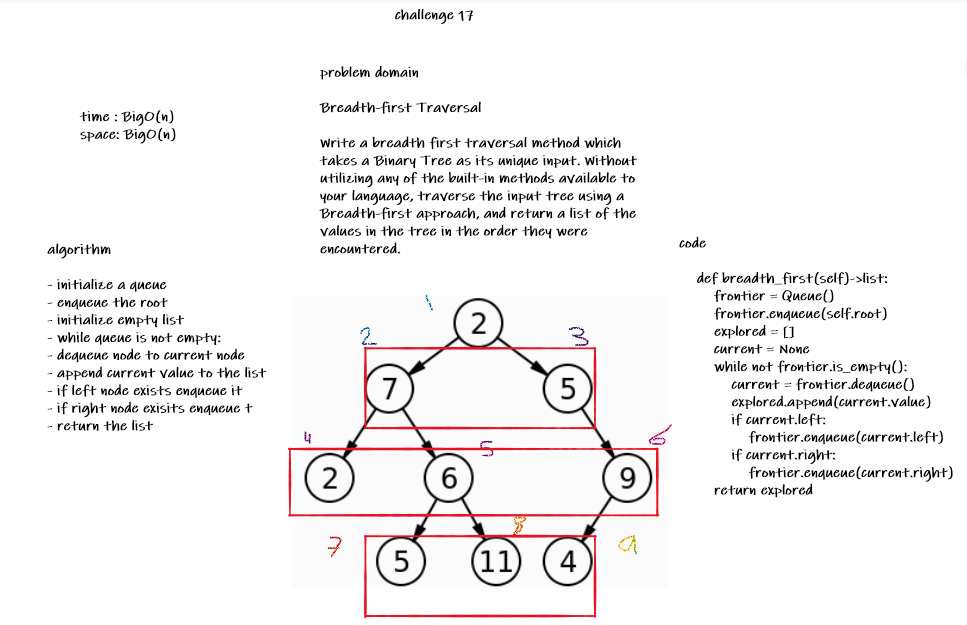 challenge 17
problem domain
Breadth-first Traversal
time : BigO(n)
space: BigO(n)
Write a breadth first traversal method which
takes a Binary Tree as its unique input. Without
utilizing any of the built-in methods available to
your language, traverse the input tree using a
Breadth-first approach, and return a list of the
values in the tree in the order they were
encountered.
algorithm
- initialize a queue
- enqueue the root
- initialize empty list
- while queue is not empty:
- dequeue node to current node
- append current value to the list
- if left node exists enqueue it
- if right node exisits enqueue t
- return the list
1
2
2 3
7 5
4 5 6
2 6 9
7 8 9
5 11 4
code
def breadth_first(self)->list:
frontier = Queue()
frontier.enqueue(self.root)
explored = []
current = None
while not frontier.is_empty():
current = frontier.dequeue()
explored.append(current.value)
if current.left:
frontier.enqueue(current.left)
if current.right:
frontier.enqueue(current.right)
return explored